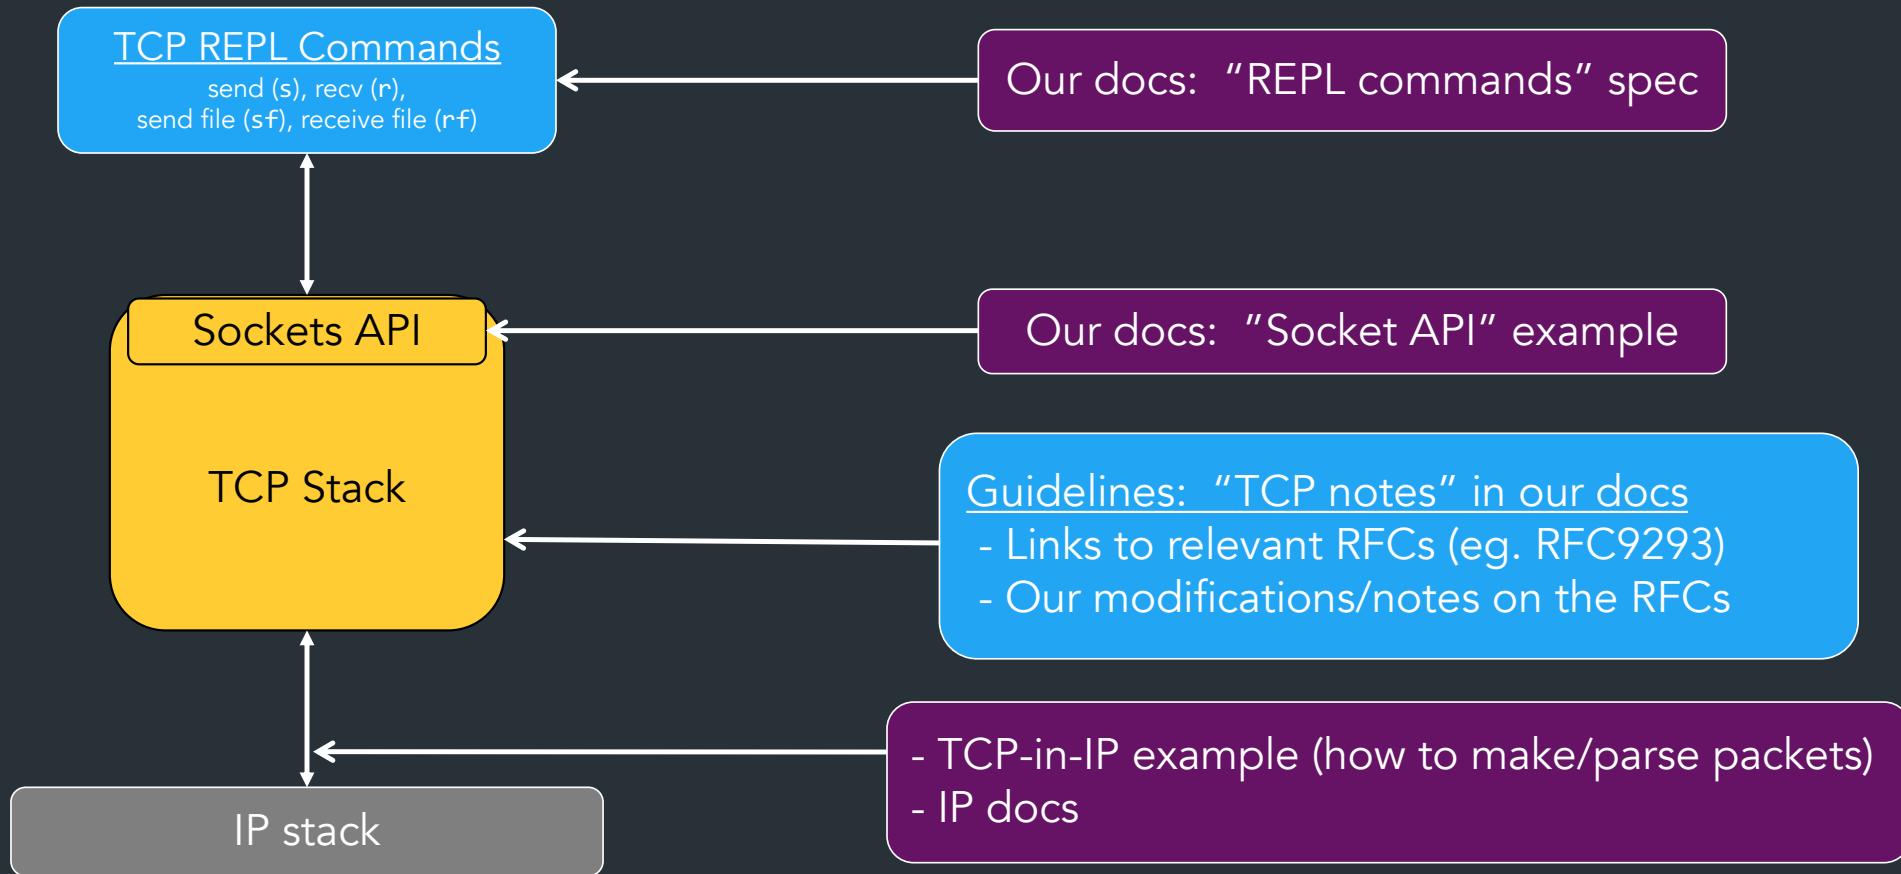 TCP REPL Commands
send (s), recv (r),
send file (sf), receive file (rf)
Our docs:  “REPL commands” spec
Sockets API
Our docs:  ”Socket API” example
TCP Stack
Guidelines:  “TCP notes” in our docs
- Links to relevant RFCs (eg. RFC9293)
- Our modifications/notes on the RFCs
- TCP-in-IP example (how to make/parse packets)
- IP docs
IP stack